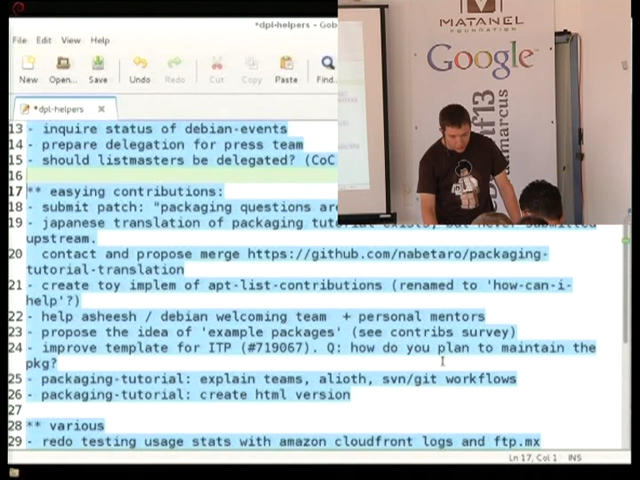 *dpl-helpers - Gob
File Edit View Help
New Open... Save Undo Redo Cut Copy Paste Find..
*dpl-helpers
13 - inquire status of debian-events
14 - prepare delegation for press team
15 - should listmasters be delegated? (CoC
16
17 ** easying contributions:
18 - submit patch: "packaging questions are
19 - japanese translation of packaging tutorial exists, but never submitted
upstream.
20 contact and propose merge https://github.com/nabetaro/packaging-
tutorial-translation
21 - create toy implem of apt-list-contributions (renamed to 'how-can-i-
help'?)
22 - help asheesh / debian welcoming team + personal mentors
23 - propose the idea of 'example packages' (see contribs survey)
24 - improve template for ITP (#719067). Q: how do you plan to maintain the
pkg?
25 - packaging-tutorial: explain teams, alioth, svn/git workflows
26 - packaging-tutorial: create html version
27
28 ** various
29 - redo testing usage stats with amazon cloudfront logs and ftp.mx
Ln 17, Col 1 INS
MATANEL
FOUNDATION
Google
nf13
marcus